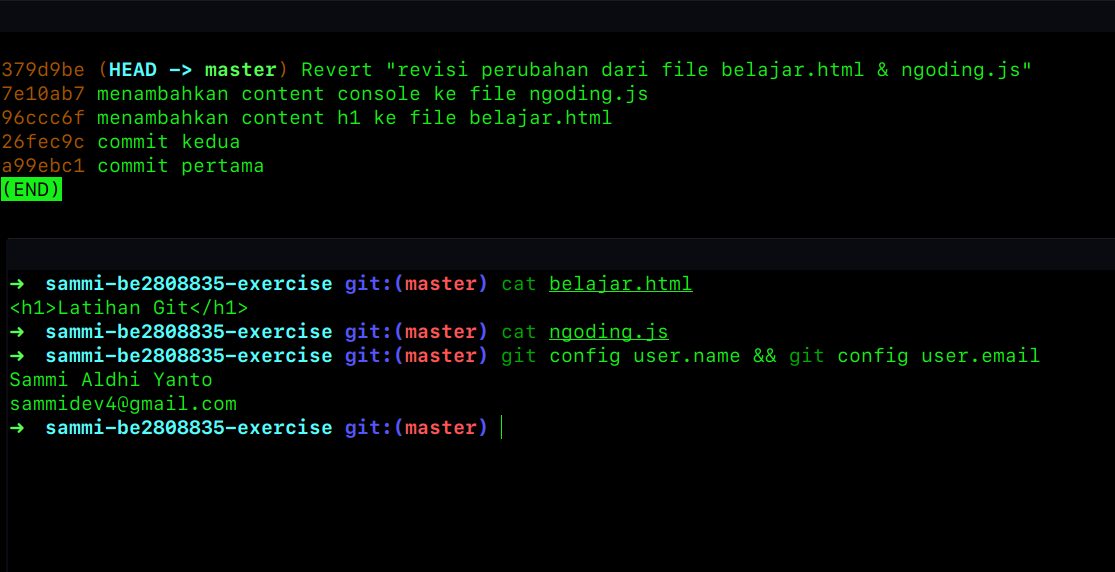 379d9be (HEAD -> master) Revert "revisi perubahan dari file belajar.html & ngoding.js"
7e10ab7 menambahkan content console ke file ngoding.js
96ccc6f menambahkan content h1 ke file belajar.html
26fec9c commit kedua
a99ebc1 commit pertama
(END)
→ sammi-be2808835-exercise git:(master) cat belajar.html
<h1>Latihan Git</h1>
→ sammi-be2808835-exercise git:(master) cat ngoding.js
→ sammi-be2808835-exercise git:(master) git config user.name && git config user.email
Sammi Aldhi Yanto
sammidev4@gmail.com
→ sammi-be2808835-exercise git:(master)